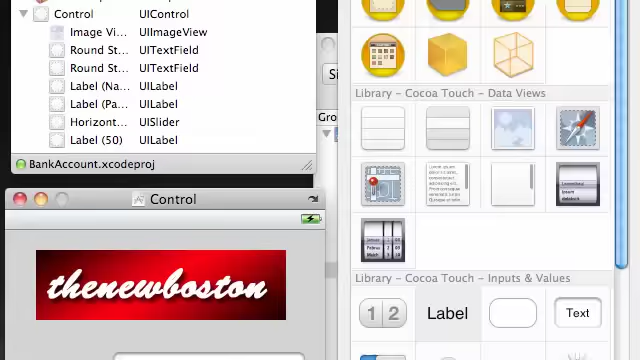 Control UIControl
Image Vi... UIImageView
Round St... UITextField
Round St... UITextField
Label (Na... UILabel
Label (Pa... UILabel
Horizont... UISlider
Label (50) UILabel
BankAccount.xcodeproj
Control
thenewboston
Si
Gro
Library – Cocoa Touch – Data Views
Library – Cocoa Touch – Inputs & Values
1 2
Label
Text